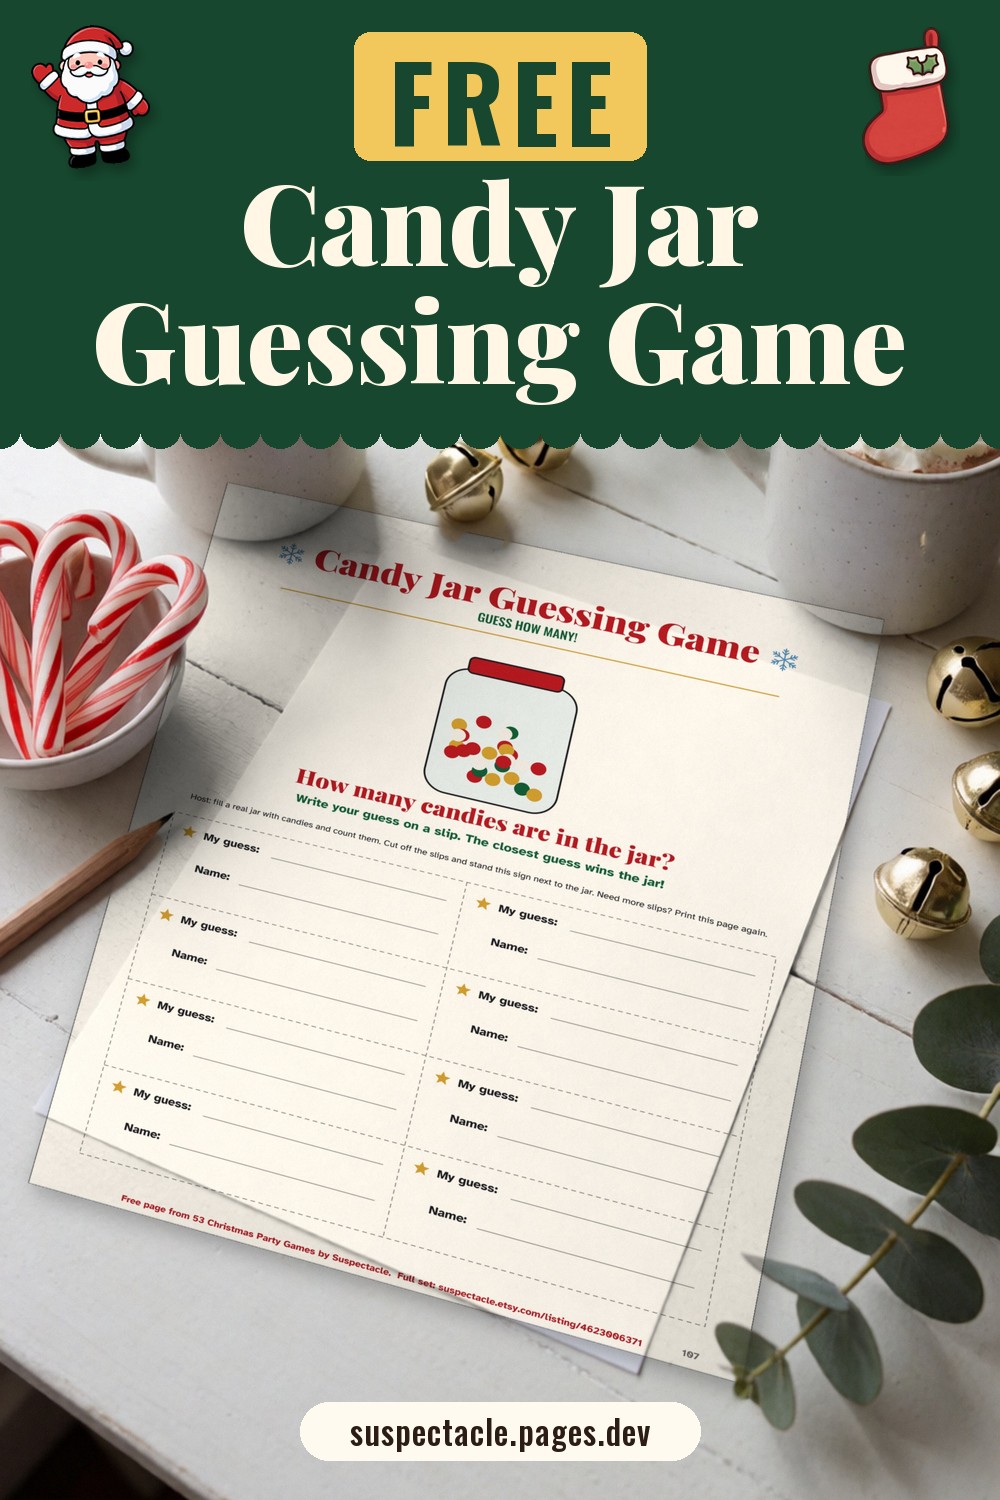 FREE
Candy Jar
Guessing Game
Candy Jar Guessing Game
GUESS HOW MANY!
How many candies are in the jar?
Write your guess on a slip. The closest guess wins the jar!
Host: fill a real jar with candies and count them. Cut off the slips and stand this sign next to the jar. Need more slips? Print this page again.
My guess:
Name:
My guess:
Name:
My guess:
Name:
My guess:
Name:
My guess:
Name:
My guess:
Name:
My guess:
Name:
My guess:
Name:
Free page from 53 Christmas Party Games by Suspectacle. Full set: suspectacle.etsy.com/listing/4623006371
107
suspectacle.pages.dev